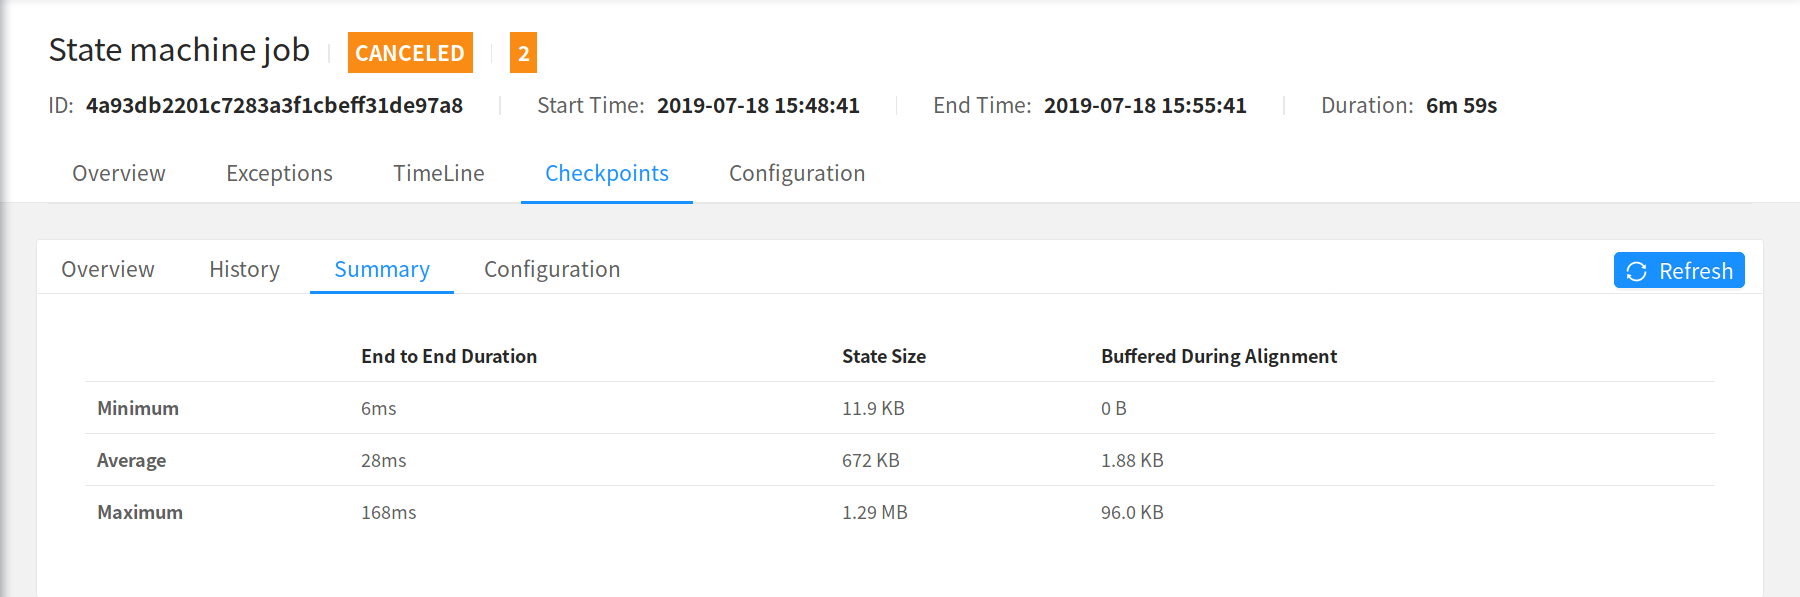 State machine job CANCELED 2
ID: 4a93db2201c7283a3f1cbeff31de97a8 Start Time: 2019-07-18 15:48:41 End Time: 2019-07-18 15:55:41 Duration: 6m 59s
Overview Exceptions TimeLine Checkpoints Configuration
Overview History Summary Configuration Refresh
End to End Duration State Size Buffered During Alignment
Minimum 6ms 11.9 KB 0 B
Average 28ms 672 KB 1.88 KB
Maximum 168ms 1.29 MB 96.0 KB